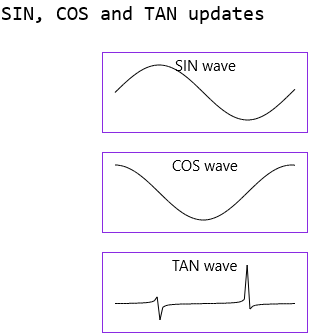 SIN, COS and TAN updates
SIN wave
COS wave
TAN wave